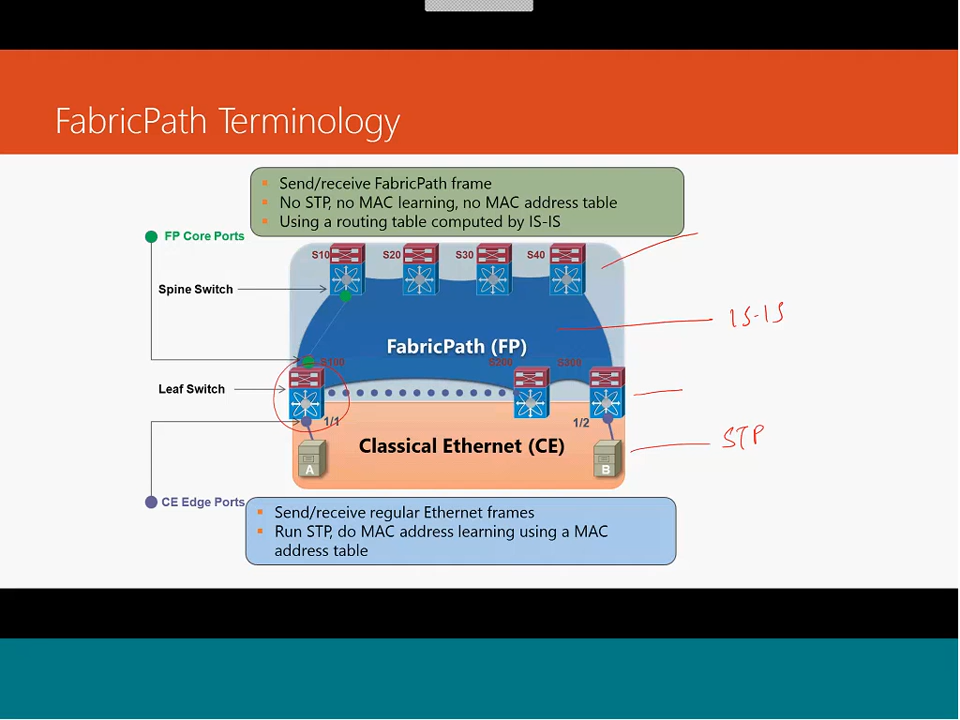 FabricPath Terminology
Send/receive FabricPath frame
No STP, no MAC learning, no MAC address table
Using a routing table computed by IS-IS
FP Core Ports
S10 S20 S30 S40
Spine Switch
IS-IS
FabricPath (FP)
S100 S200 S300
Leaf Switch
1/1 1/2
STP
Classical Ethernet (CE)
A B
CE Edge Ports
Send/receive regular Ethernet frames
Run STP, do MAC address learning using a MAC
address table